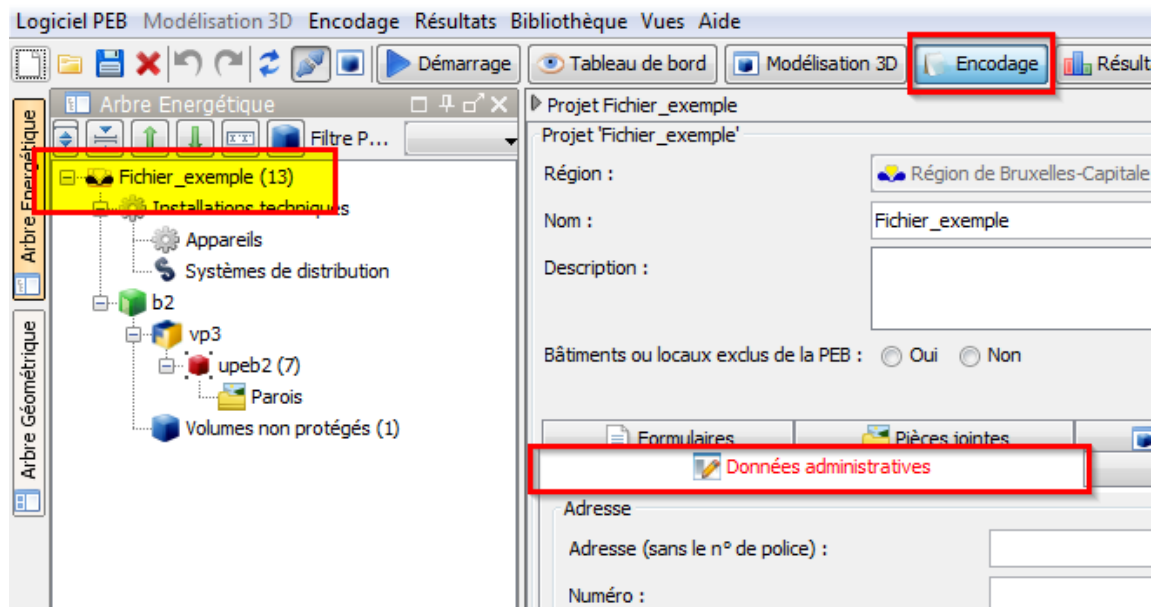 Logiciel PEB Modélisation 3D Encodage Résultats Bibliothèque Vues Aide
Démarrage Tableau de bord Modélisation 3D Encodage Résult
Arbre Energétique
Filtre P...
Arbre Energétique
Arbre Géométrique
Fichier_exemple (13)
Installations techniques
Appareils
Systèmes de distribution
b2
vp3
upeb2 (7)
Parois
Volumes non protégés (1)
Projet Fichier_exemple
Projet 'Fichier_exemple'
Région : Région de Bruxelles-Capitale
Nom : Fichier_exemple
Description :
Bâtiments ou locaux exclus de la PEB : Oui Non
Formulaires Pièces jointes
Données administratives
Adresse
Adresse (sans le n° de police) :
Numéro :